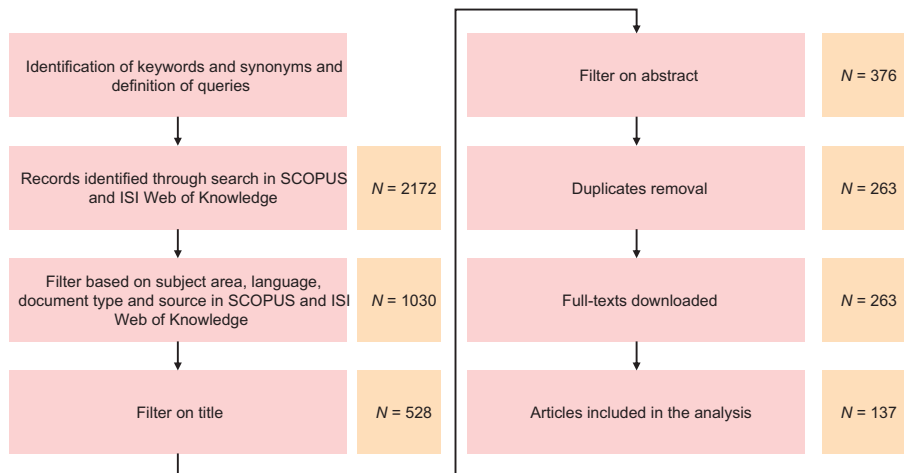 Identification of keywords and synonyms and
definition of queries
Records identified through search in SCOPUS
and ISI Web of Knowledge
N = 2172
Filter based on subject area, language,
document type and source in SCOPUS and ISI
Web of Knowledge
N = 1030
Filter on title
N = 528
Filter on abstract
N = 376
Duplicates removal
N = 263
Full-texts downloaded
N = 263
Articles included in the analysis
N = 137